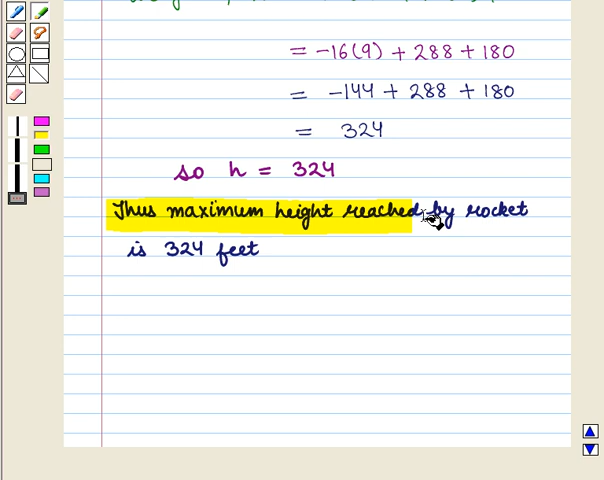 = -16(9) + 288 + 180
= -144 + 288 + 180
= 324
so h = 324
Thus maximum height reached by rocket
is 324 feet